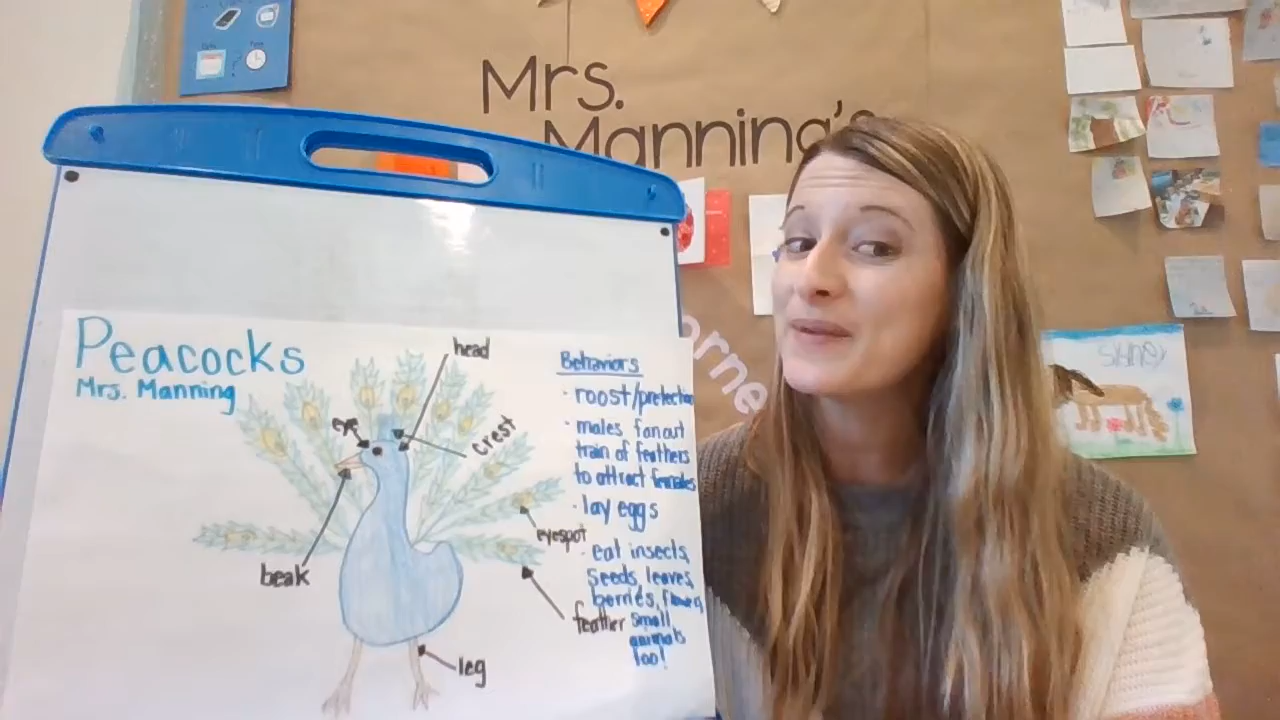 Mrs.
Manning's
orne
Peacocks
Mrs. Manning
head
eye
crest
eyespot
beak
feather
leg
Behaviors
· roost/protection
· males fan out
train of feathers
to attract females
· lay eggs
· eat insects,
seeds, leaves,
berries, flowers,
small
animals
too!